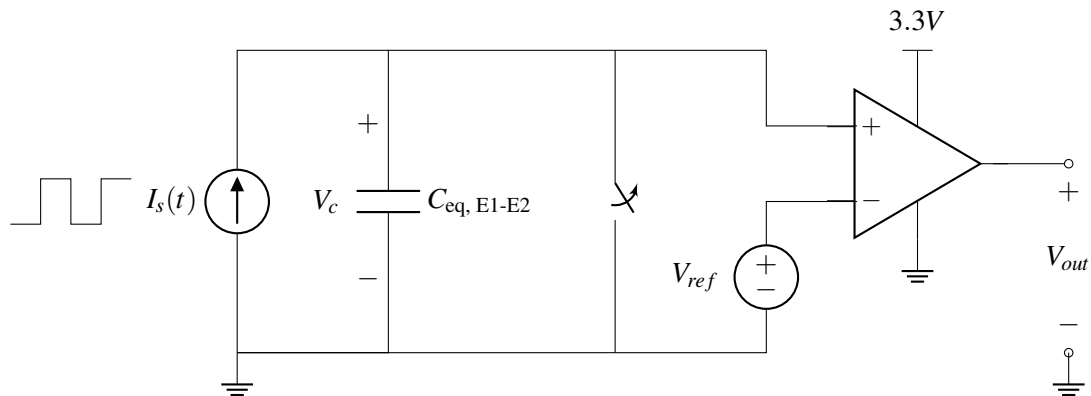 3.3V
+
+
I_s(t)
V_c
C_eq, E1-E2
−
−
V_ref
+
−
+
V_out
−